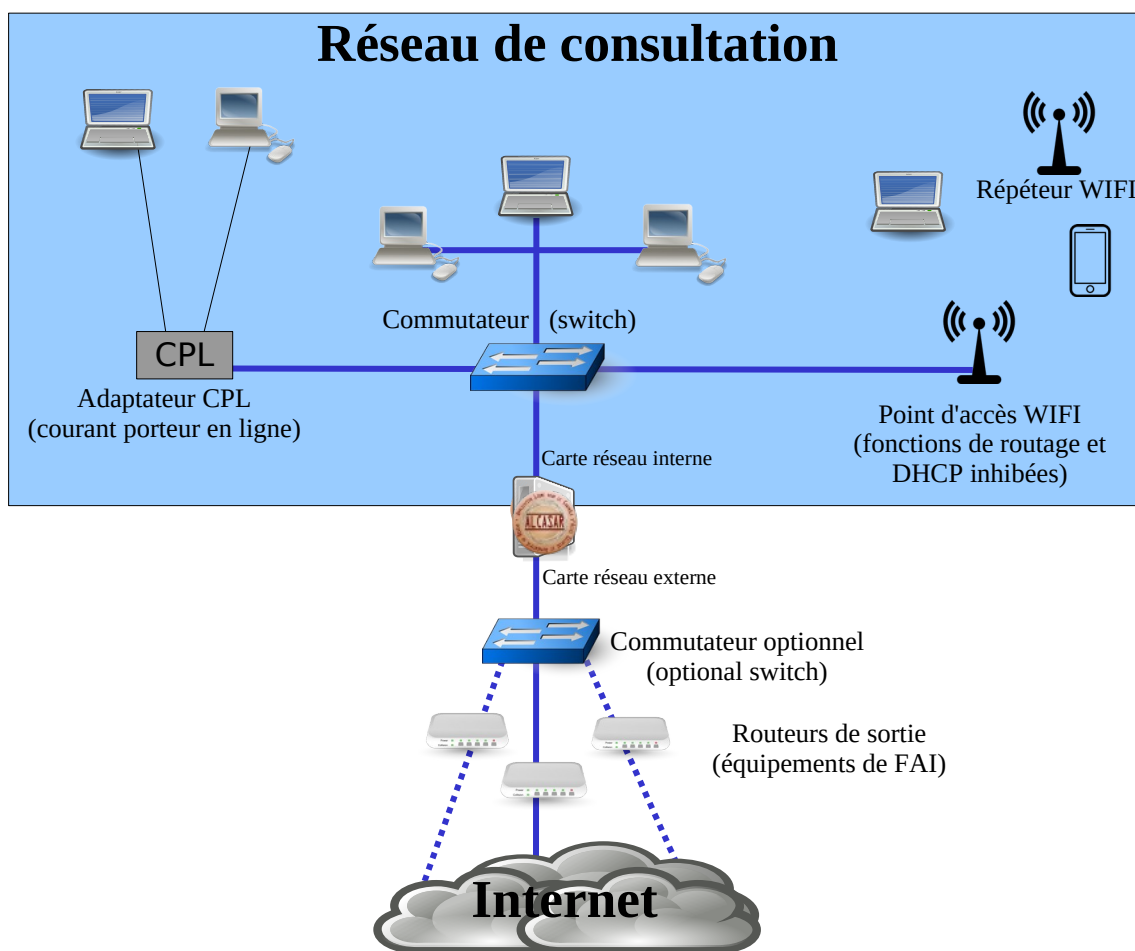 Réseau de consultation
Répéteur WIFI
Commutateur (switch)
CPL
Adaptateur CPL
(courant porteur en ligne)
Point d'accès WIFI
(fonctions de routage et
DHCP inhibées)
Carte réseau interne
ALCASAR
Carte réseau externe
Commutateur optionnel
(optional switch)
Routeurs de sortie
(équipements de FAI)
Internet